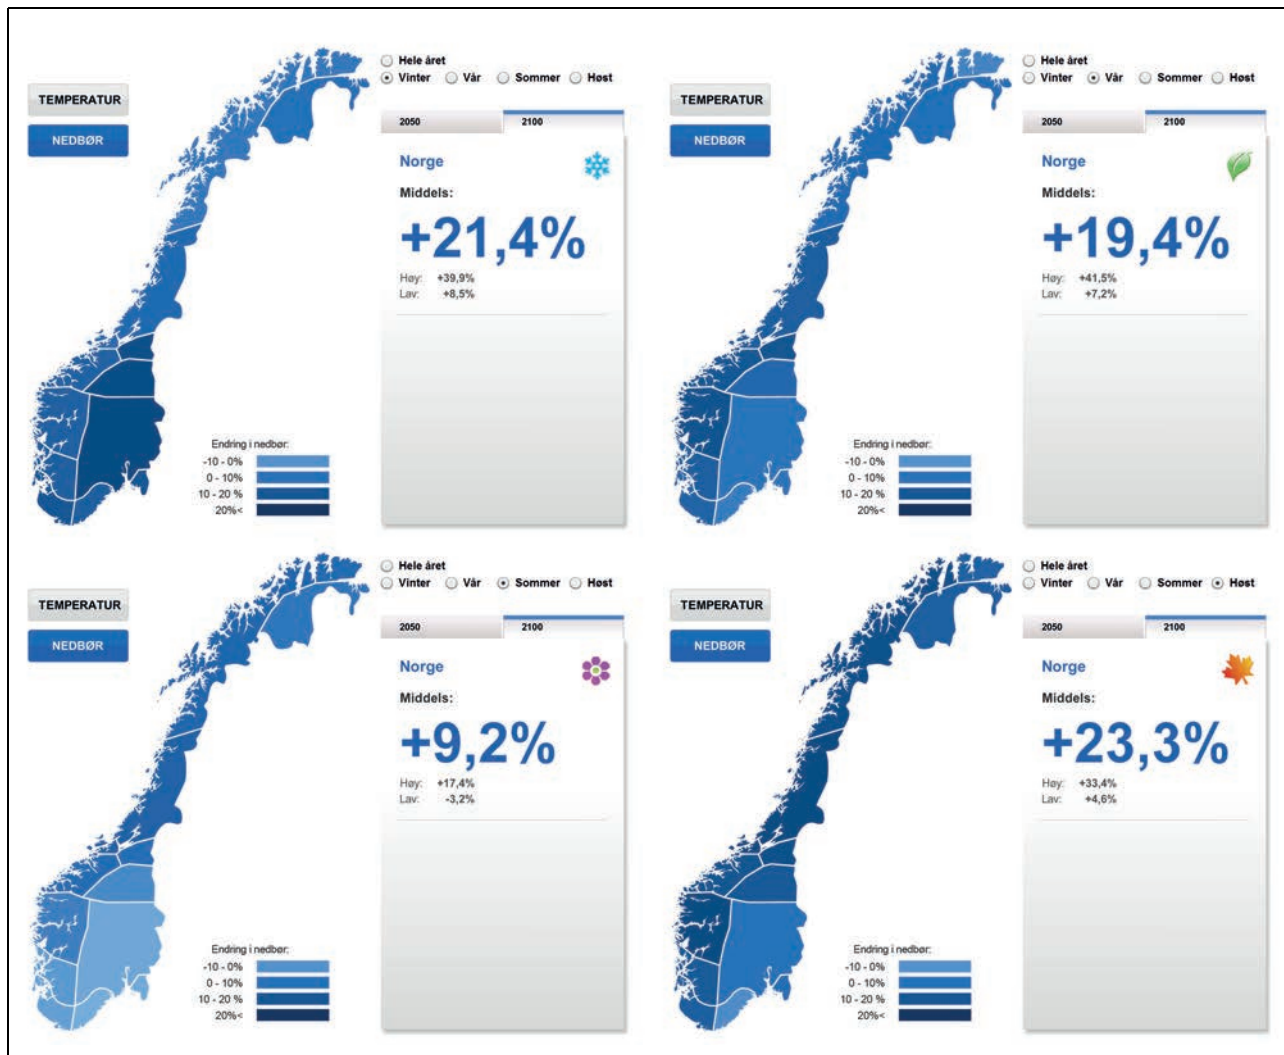 Hele året
Vinter Vår Sommer Høst
TEMPERATUR
NEDBØR
2050 2100
Norge
Middels:
+21,4%
Høy: +39,9%
Lav: +8,5%
Endring i nedbør:
-10 - 0%
0 - 10%
10 - 20 %
20%<
Hele året
Vinter Vår Sommer Høst
TEMPERATUR
NEDBØR
2050 2100
Norge
Middels:
+19,4%
Høy: +41,5%
Lav: +7,2%
Endring i nedbør:
-10 - 0%
0 - 10%
10 - 20 %
20%<
Hele året
Vinter Vår Sommer Høst
TEMPERATUR
NEDBØR
2050 2100
Norge
Middels:
+9,2%
Høy: +17,4%
Lav: -3,2%
Endring i nedbør:
-10 - 0%
0 - 10%
10 - 20 %
20%<
Hele året
Vinter Vår Sommer Høst
TEMPERATUR
NEDBØR
2050 2100
Norge
Middels:
+23,3%
Høy: +33,4%
Lav: +4,6%
Endring i nedbør:
-10 - 0%
0 - 10%
10 - 20 %
20%<